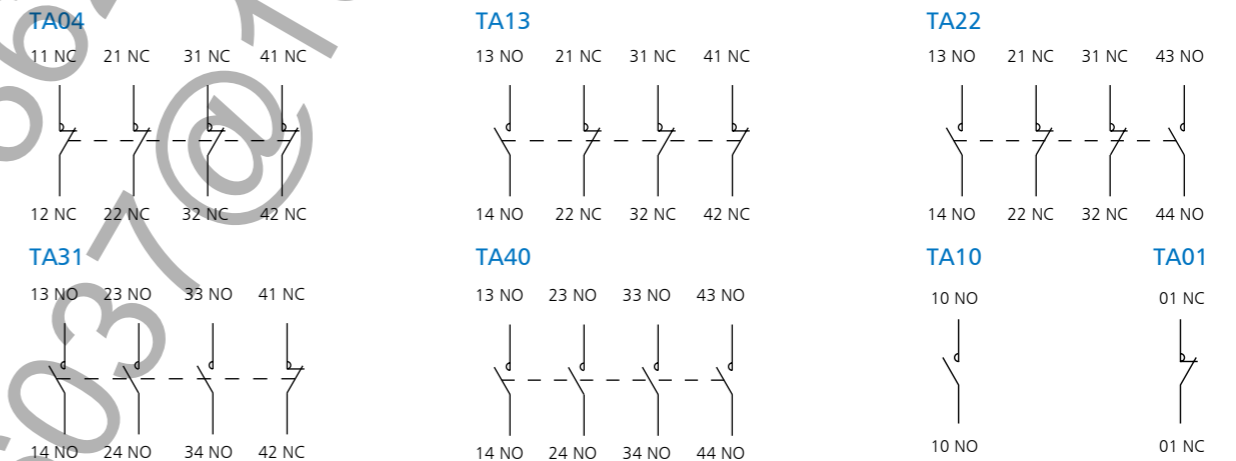 TA04 TA13 TA22
11 NC 21 NC 31 NC 41 NC 13 NO 21 NC 31 NC 41 NC 13 NO 21 NC 31 NC 43 NO
12 NC 22 NC 32 NC 42 NC 14 NO 22 NC 32 NC 42 NC 14 NO 22 NC 32 NC 44 NO
TA31 TA40 TA10 TA01
13 NO 23 NO 33 NO 41 NC 13 NO 23 NO 33 NO 43 NO 10 NO 01 NC
14 NO 24 NO 34 NO 42 NC 14 NO 24 NO 34 NO 44 NO 10 NO 01 NC